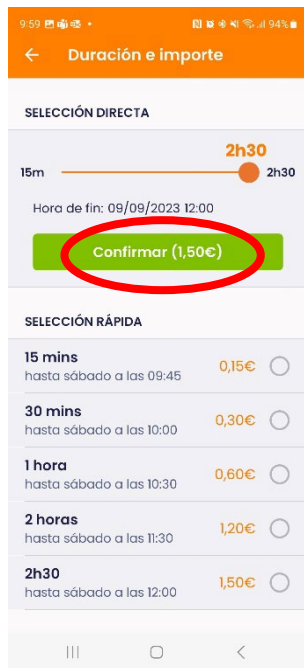 9:59
94%
Duración e importe
SELECCIÓN DIRECTA
2h30
15m
2h30
Hora de fin: 09/09/2023 12:00
Confirmar (1,50€)
SELECCIÓN RÁPIDA
15 mins
0,15€
hasta sábado a las 09:45
30 mins
0,30€
hasta sábado a las 10:00
1 hora
0,60€
hasta sábado a las 10:30
2 horas
1,20€
hasta sábado a las 11:30
2h30
1,50€
hasta sábado a las 12:00